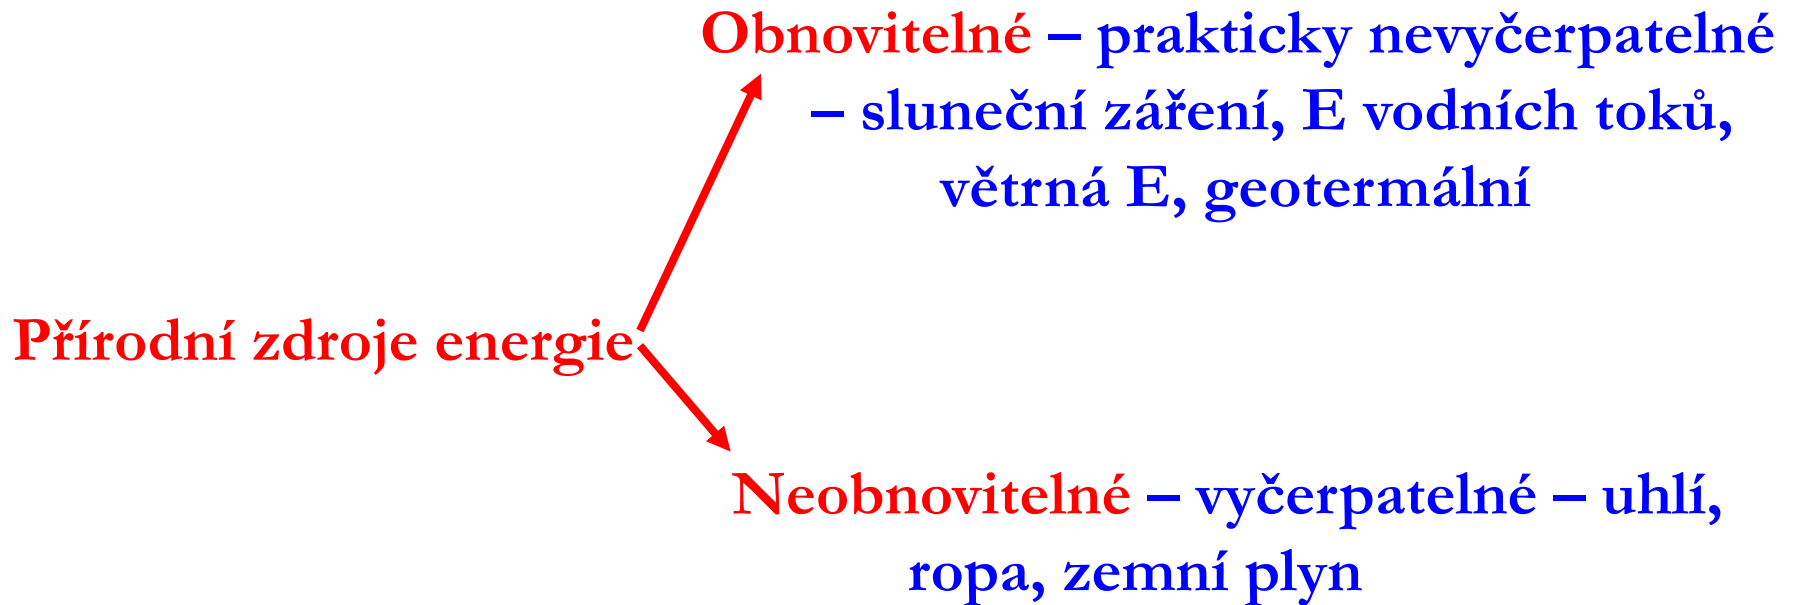 Obnovitelné – prakticky nevyčerpatelné
– sluneční záření, E vodních toků,
větrná E, geotermální
Přírodní zdroje energie
Neobnovitelné – vyčerpatelné – uhlí,
ropa, zemní plyn